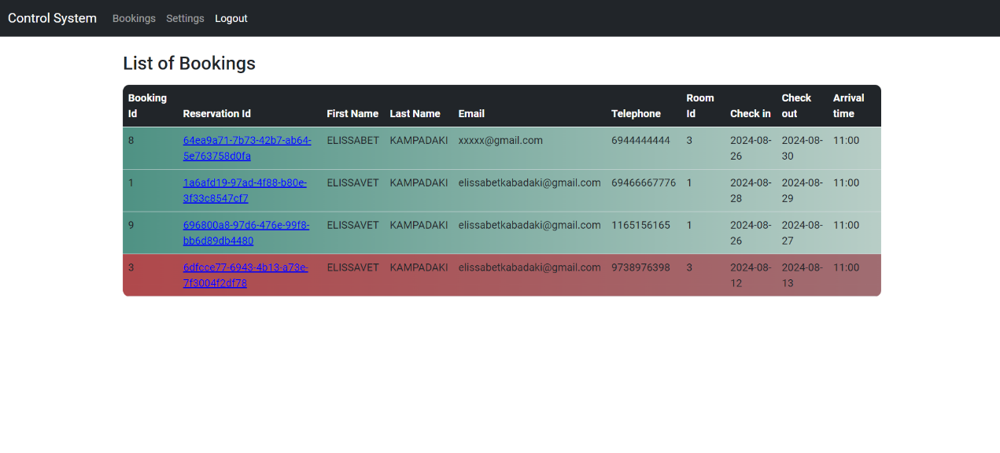 Control System Bookings Settings Logout
List of Bookings
Booking Id Reservation Id First Name Last Name Email Telephone Room Id Check in Check out Arrival time
8 64ea9a71-7b73-42b7-ab64-5e763758d0fa ELISSABET KAMPADAKI xxxxx@gmail.com 6944444444 3 2024-08-26 2024-08-30 11:00
1 1a6afd19-97ad-4f88-b80e-3f33c8547cf7 ELISSAVET KAMPADAKI elissabetkabadaki@gmail.com 69466667776 1 2024-08-28 2024-08-29 11:00
9 696800a8-97d6-476e-99f8-bb6d89db4480 ELISSAVET KAMPADAKI elissabetkabadaki@gmail.com 1165156165 1 2024-08-26 2024-08-27 11:00
3 6dfcce77-6943-4b13-a73e-7f3004f2df78 ELISSAVET KAMPADAKI elissabetkabadaki@gmail.com 9738976398 3 2024-08-12 2024-08-13 11:00